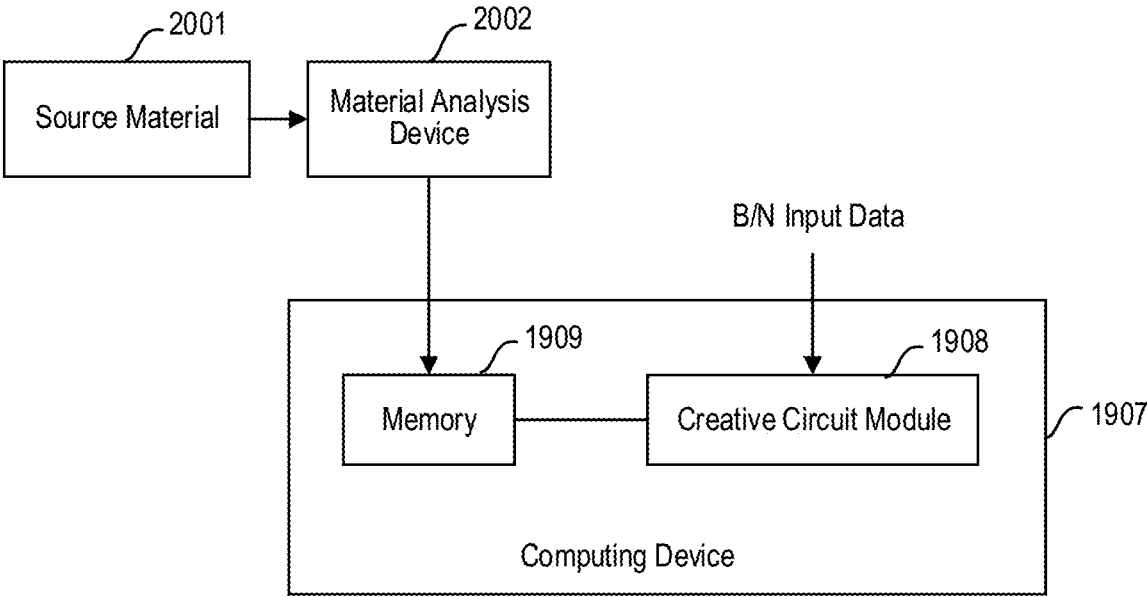 2001
2002
Source Material
Material Analysis
Device
B/N Input Data
1909
1908
Memory
Creative Circuit Module
1907
Computing Device